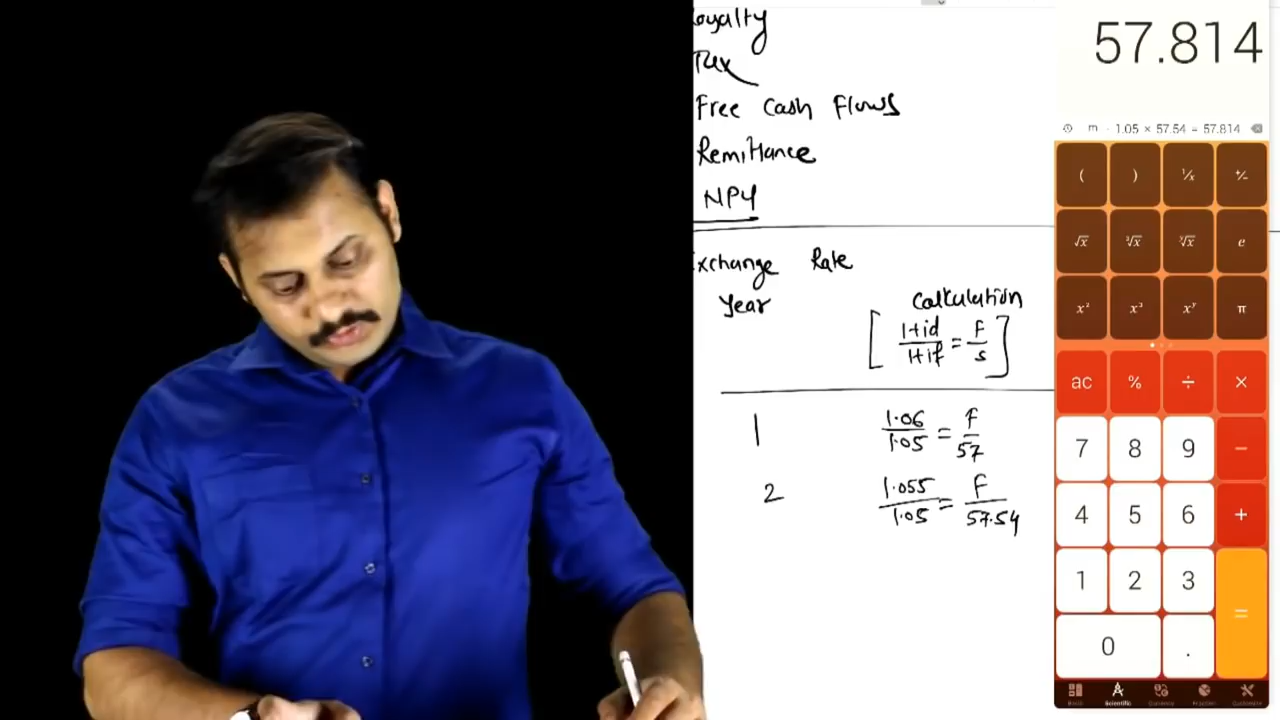 oyalty
Tax
Free Cash Flows
Remittance
NPV
xchange Rate
Year
Calculation
[ 1+id / 1+if = F / s ]
1 1.06 / 1.05 = F / 57
2 1.055 / 1.05 = F / 57.54
57.814
m · 1.05 × 57.54 = 57.814
( ) 1/x +/-
√x ³√x ʸ√x e
x² x³ xʸ π
ac % ÷ ×
7 8 9 −
4 5 6 +
1 2 3 =
0 .
Scientific